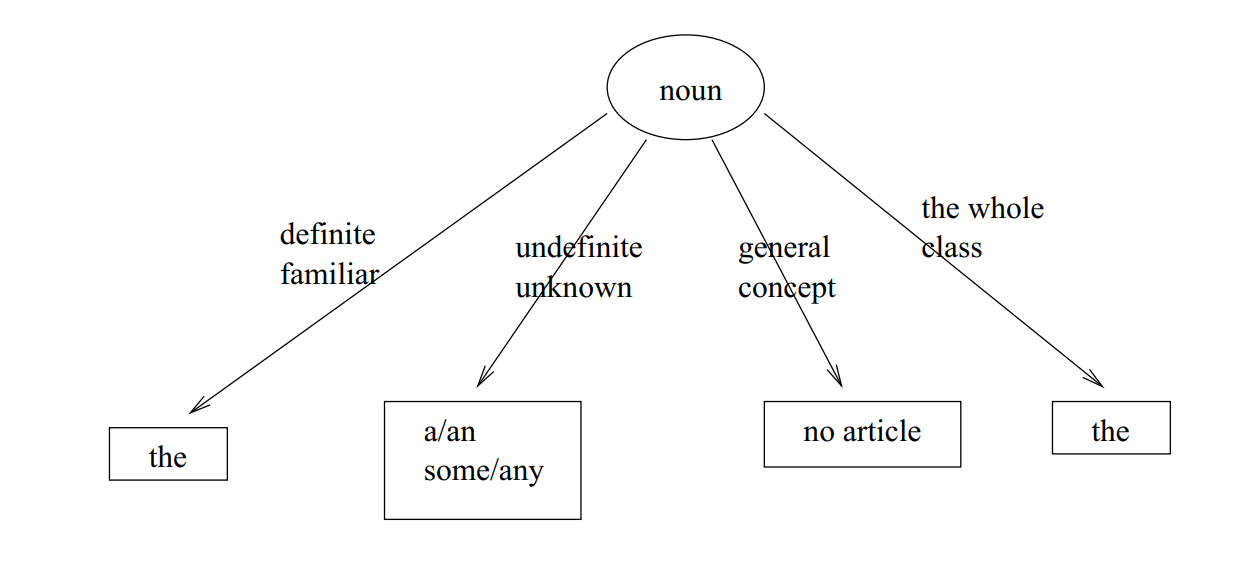 noun
definite
familiar
undefinite
unknown
general
concept
the whole
class
the
a/an
some/any
no article
the